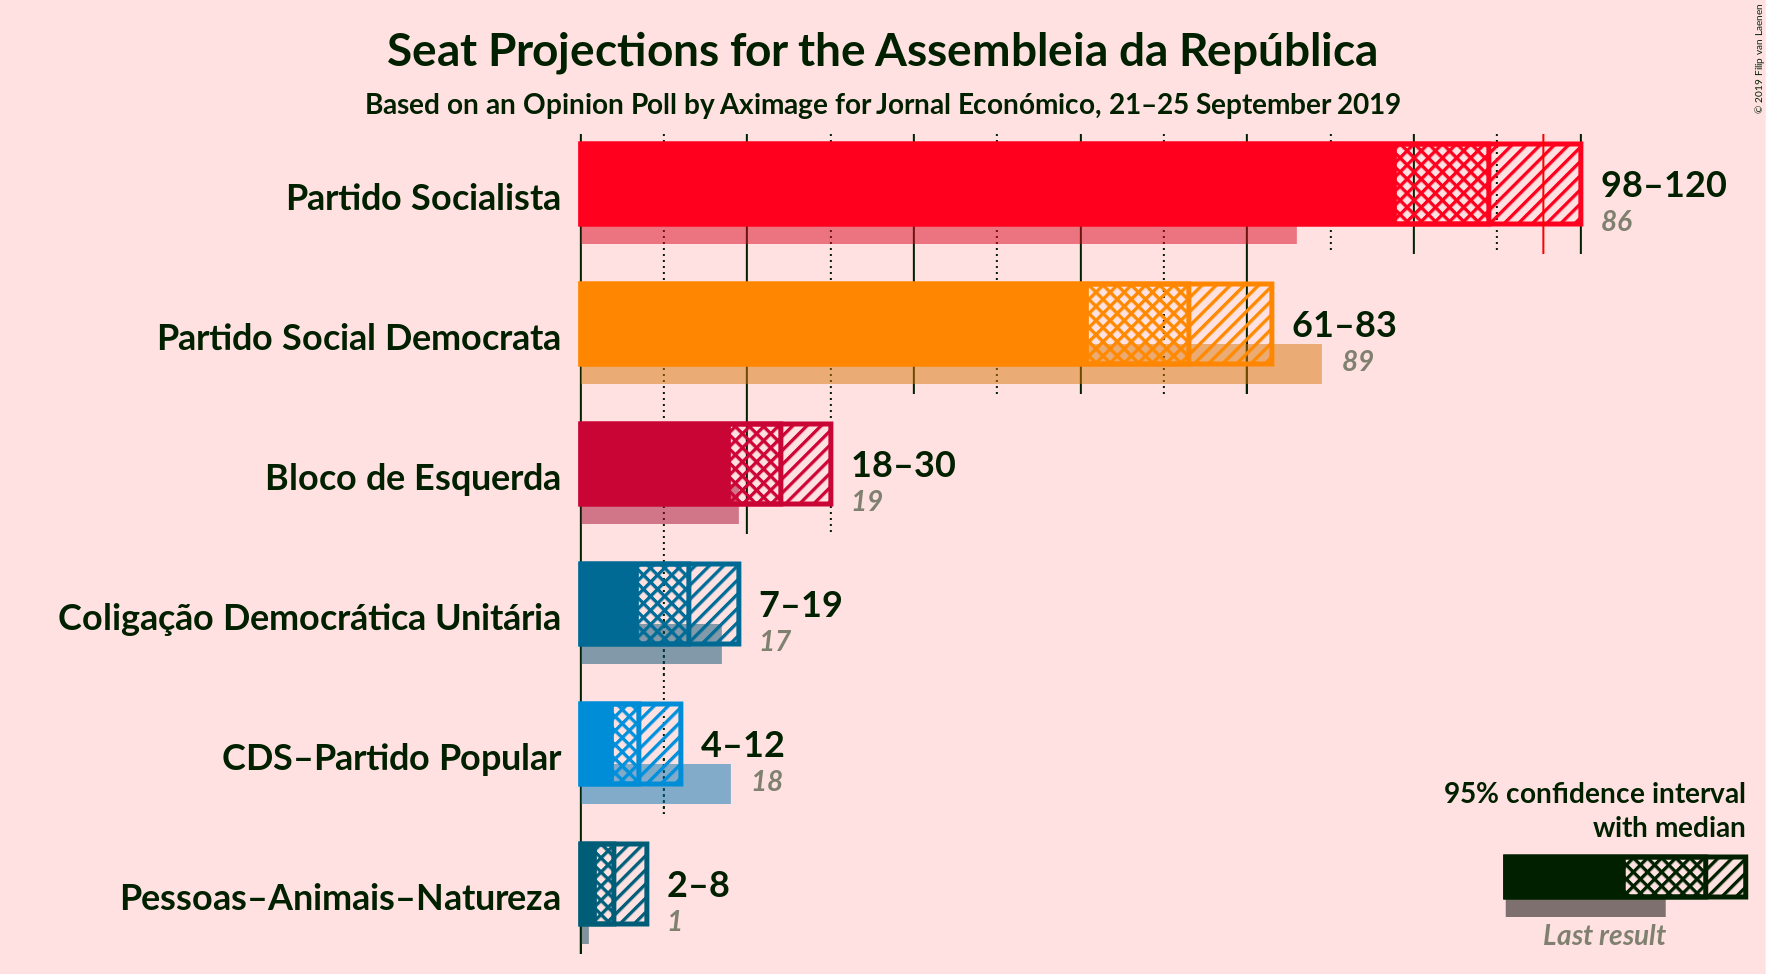 Seat Projections for the Assembleia da República
Based on an Opinion Poll by Aximage for Jornal Económico, 21–25 September 2019
© 2019 Filip van Laenen
Partido Socialista
98–120
86
Partido Social Democrata
61–83
89
Bloco de Esquerda
18–30
19
Coligação Democrática Unitária
7–19
17
CDS–Partido Popular
4–12
18
Pessoas–Animais–Natureza
2–8
1
95% confidence interval
with median
Last result